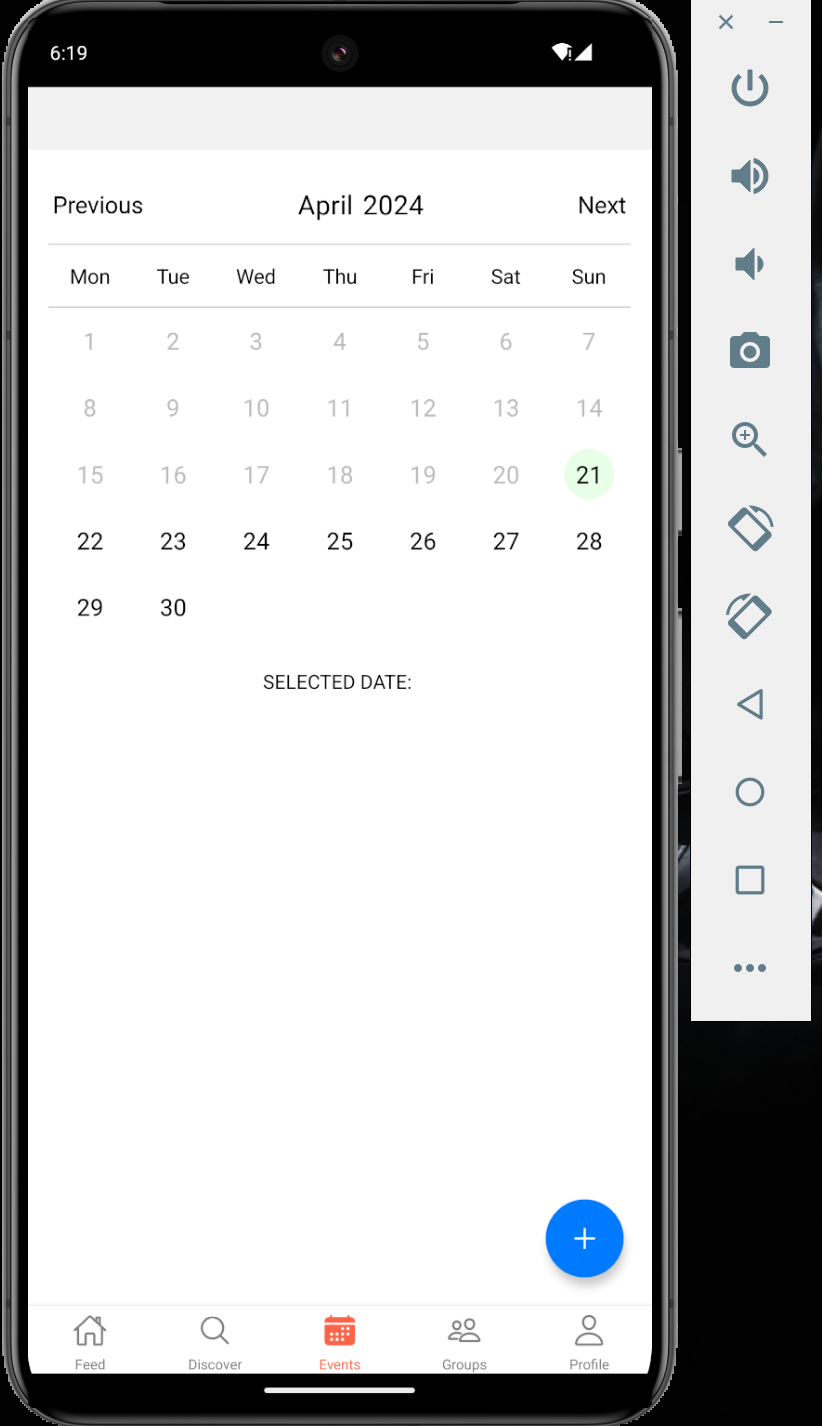 6:19
Previous April 2024 Next
Mon Tue Wed Thu Fri Sat Sun
1 2 3 4 5 6 7
8 9 10 11 12 13 14
15 16 17 18 19 20 21
22 23 24 25 26 27 28
29 30
SELECTED DATE:
Feed Discover Events Groups Profile